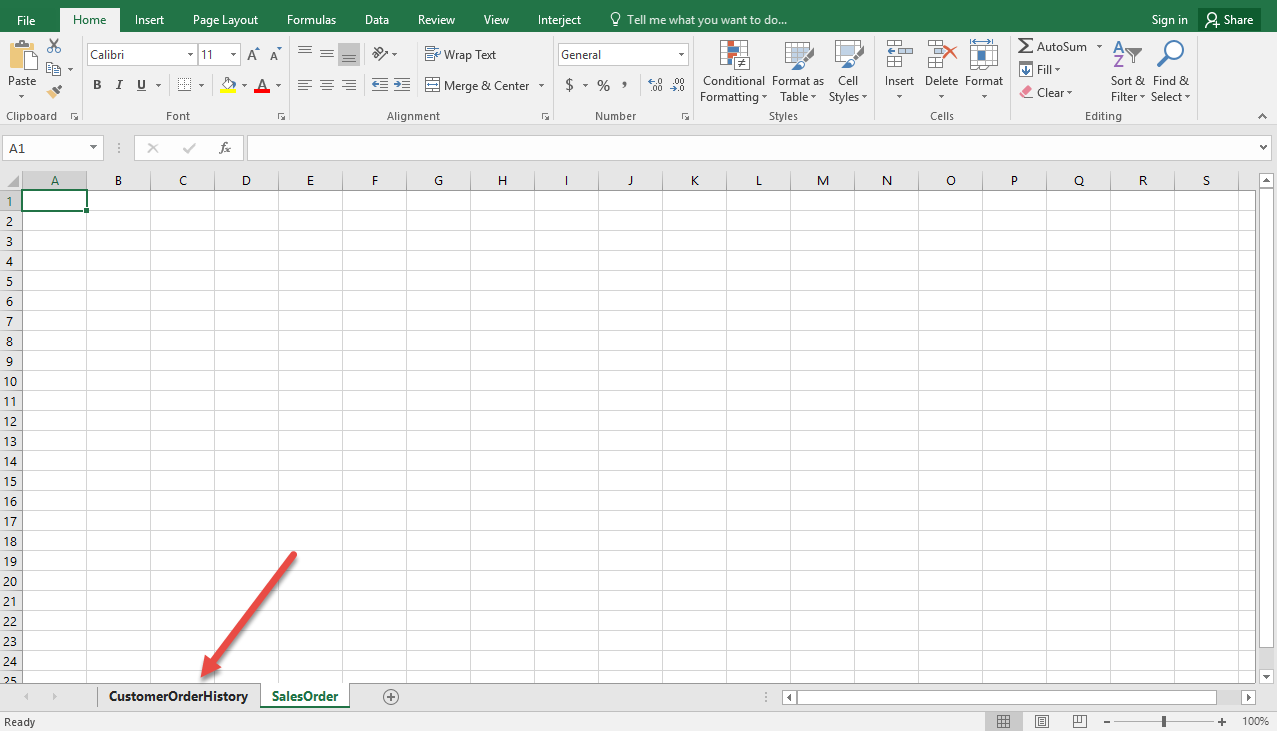 File Home Insert Page Layout Formulas Data Review View Interject Tell me what you want to do... Sign in Share
Calibri 11 Wrap Text General AutoSum
Paste Conditional Format as Cell Insert Delete Format Fill Sort & Find &
B I U Merge & Center $ % , Formatting Table Styles Clear Filter Select
Clipboard Font Alignment Number Styles Cells Editing
A1 fx
A B C D E F G H I J K L M N O P Q R S
1
2
3
4
5
6
7
8
9
10
11
12
13
14
15
16
17
18
19
20
21
22
23
24
25
CustomerOrderHistory SalesOrder
Ready 100%